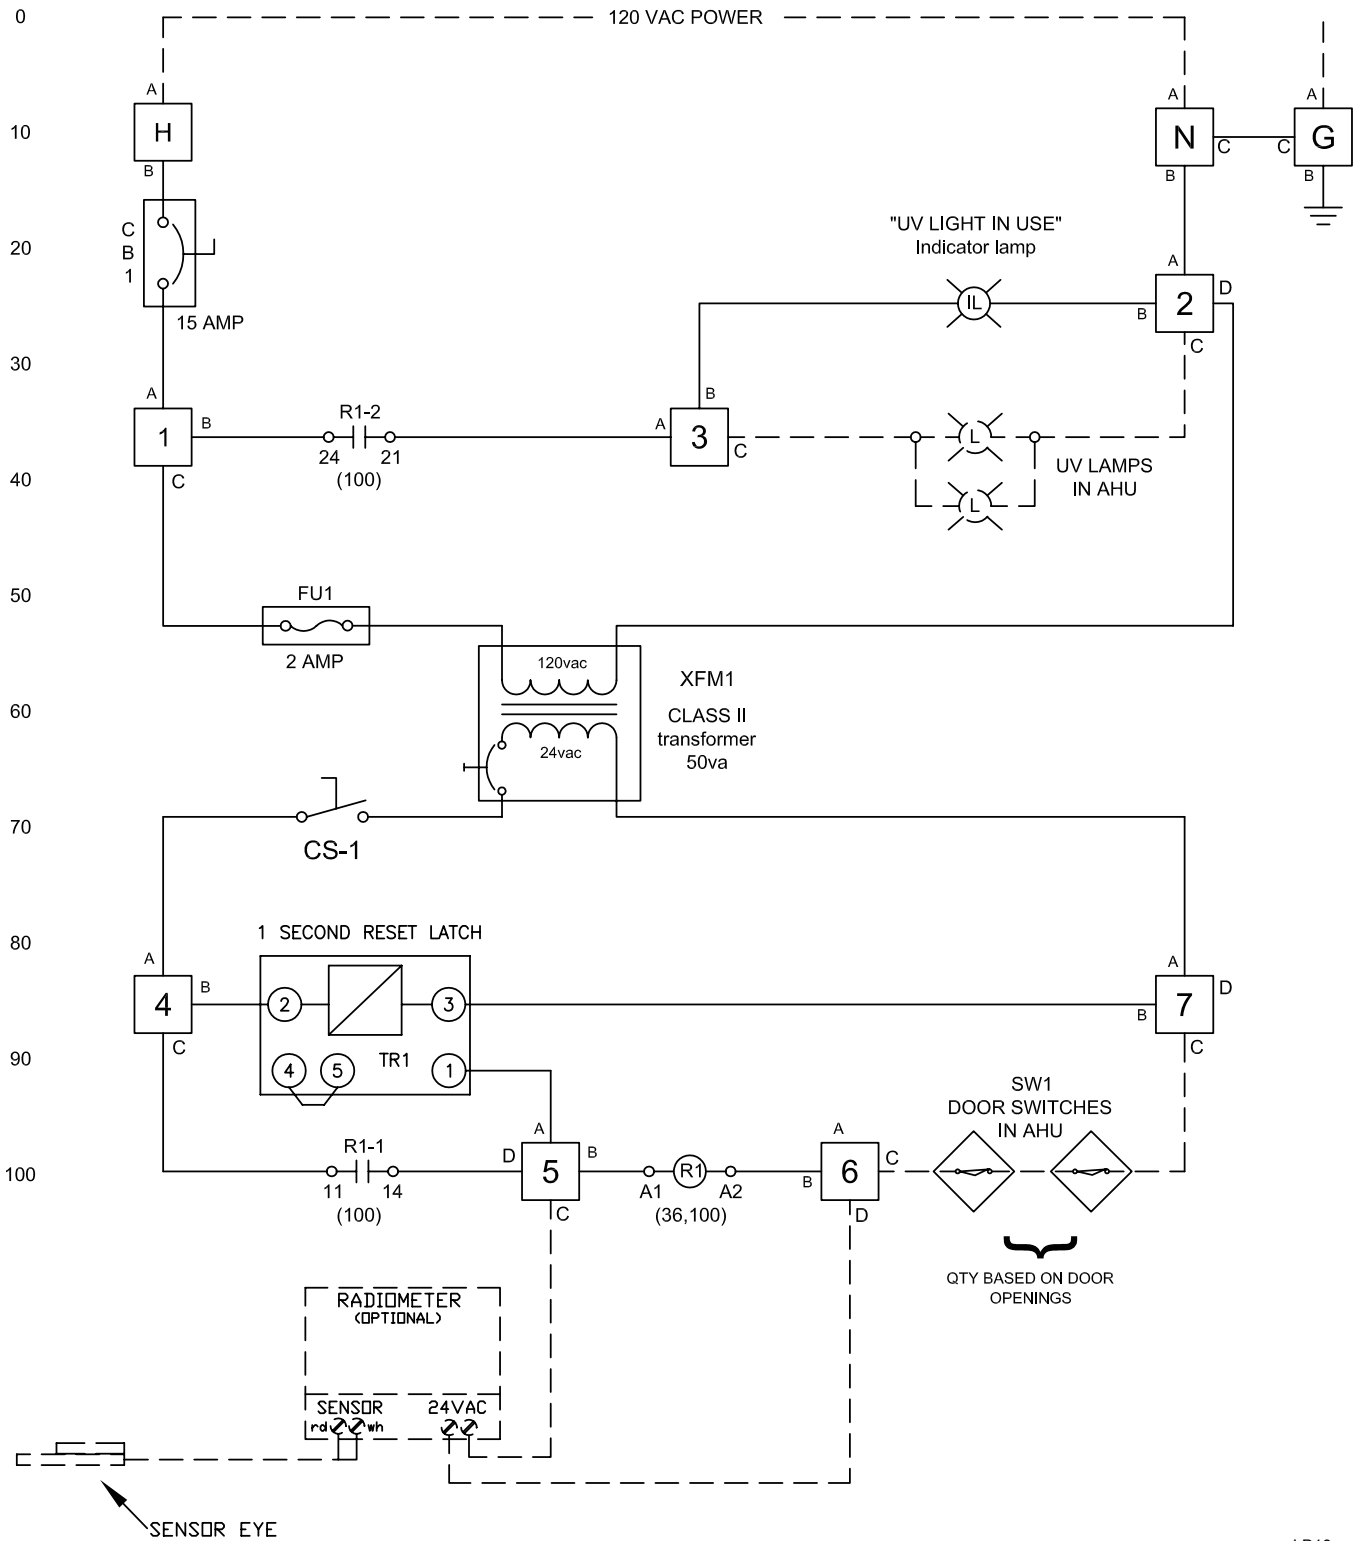 0
120 VAC POWER
A
A
A
10
H
N
C
C
G
B
B
B
C
B
1
20
"UV LIGHT IN USE"
Indicator lamp
A
D
IL
B
2
15 AMP
C
30
A
B
R1-2
B
A
1
3
L
24
21
C
C
(100)
UV LAMPS
IN AHU
40
L
50
FU1
2 AMP
120vac
XFM1
60
CLASS II
transformer
50va
24vac
70
CS-1
80
1 SECOND RESET LATCH
A
A
B
D
4
2
3
B
7
C
C
90
4
5
TR1
1
SW1
DOOR SWITCHES
IN AHU
A
A
R1-1
D
B
C
100
5
R1
B
6
11
14
A1
A2
(100)
C
(36,100)
D
QTY BASED ON DOOR
OPENINGS
RADIOMETER
(OPTIONAL)
SENSOR
24VAC
rd
wh
SENSOR EYE